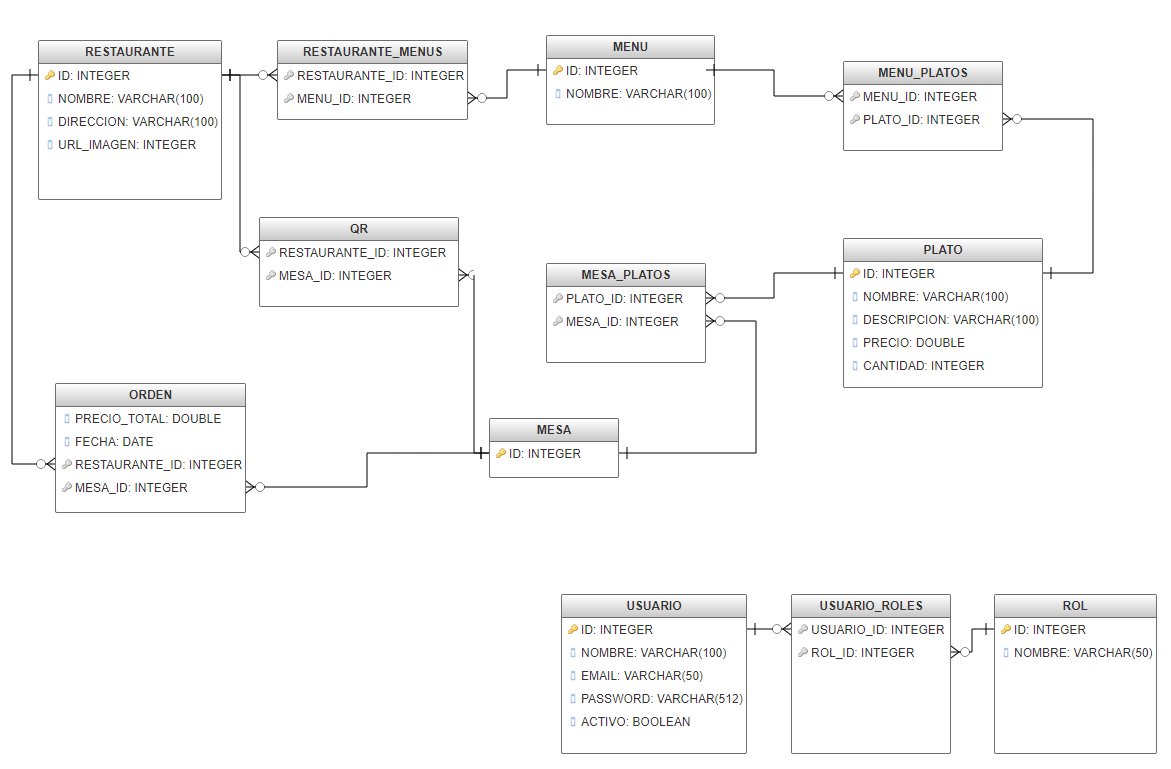 RESTAURANTE
ID: INTEGER
NOMBRE: VARCHAR(100)
DIRECCION: VARCHAR(100)
URL_IMAGEN: INTEGER
RESTAURANTE_MENUS
RESTAURANTE_ID: INTEGER
MENU_ID: INTEGER
MENU
ID: INTEGER
NOMBRE: VARCHAR(100)
MENU_PLATOS
MENU_ID: INTEGER
PLATO_ID: INTEGER
QR
RESTAURANTE_ID: INTEGER
MESA_ID: INTEGER
MESA_PLATOS
PLATO_ID: INTEGER
MESA_ID: INTEGER
PLATO
ID: INTEGER
NOMBRE: VARCHAR(100)
DESCRIPCION: VARCHAR(100)
PRECIO: DOUBLE
CANTIDAD: INTEGER
ORDEN
PRECIO_TOTAL: DOUBLE
FECHA: DATE
RESTAURANTE_ID: INTEGER
MESA_ID: INTEGER
MESA
ID: INTEGER
USUARIO
ID: INTEGER
NOMBRE: VARCHAR(100)
EMAIL: VARCHAR(50)
PASSWORD: VARCHAR(512)
ACTIVO: BOOLEAN
USUARIO_ROLES
USUARIO_ID: INTEGER
ROL_ID: INTEGER
ROL
ID: INTEGER
NOMBRE: VARCHAR(50)